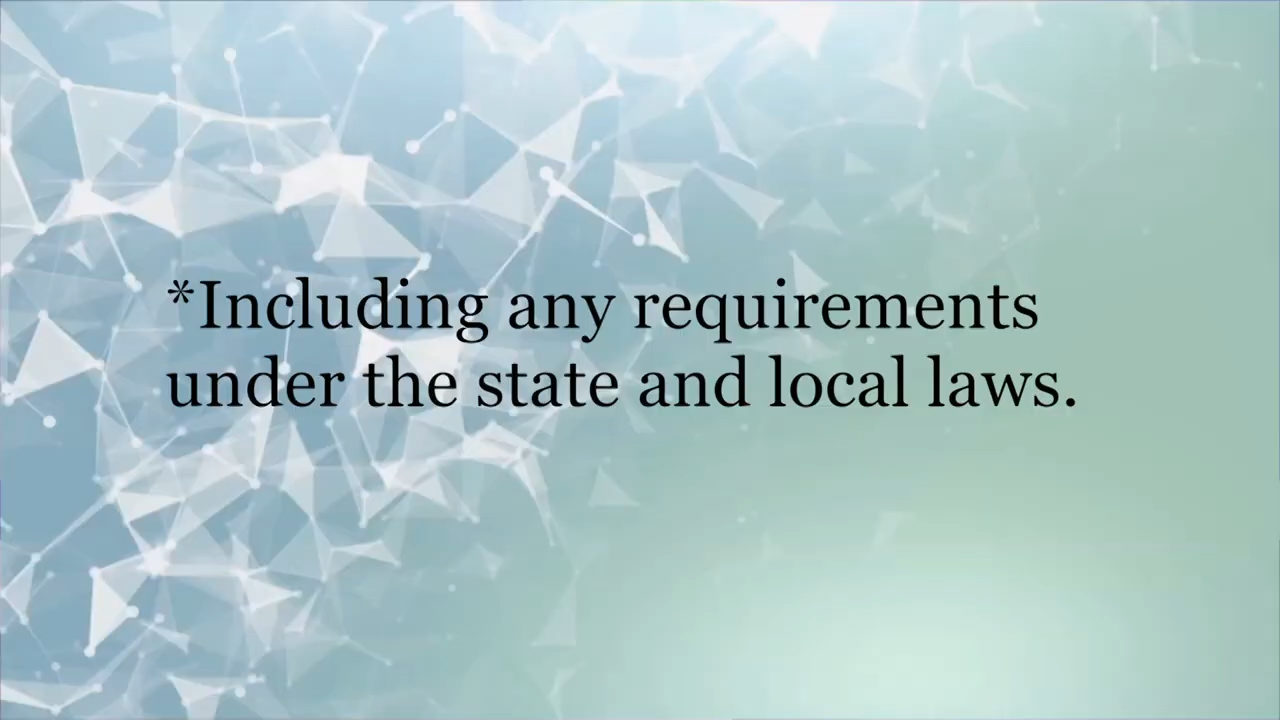 *Including any requirements
under the state and local laws.